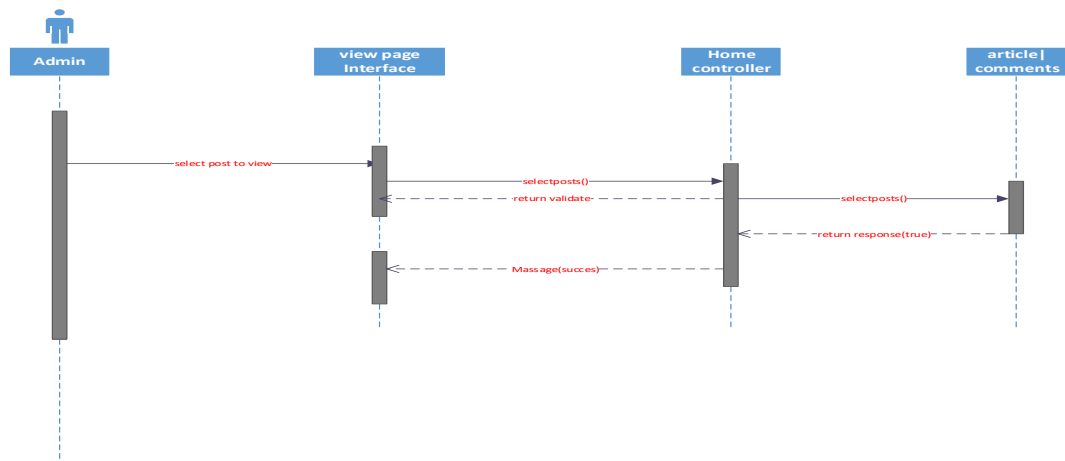 Admin
view page
Interface
Home
controller
article|
comments
select post to view
selectposts()
return validate
selectposts()
return response(true)
Massage(succes)